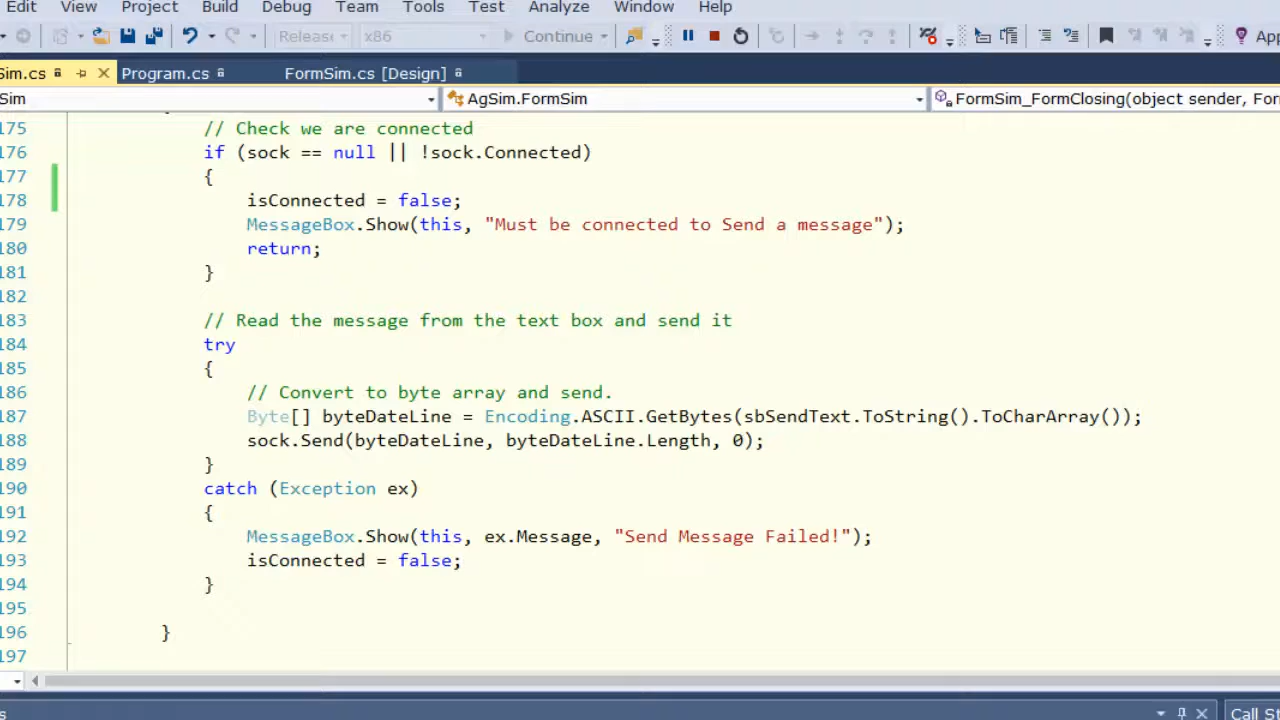 Edit View Project Build Debug Team Tools Test Analyze Window Help
Release x86 Continue App
Sim.cs Program.cs FormSim.cs [Design]
Sim AgSim.FormSim FormSim_FormClosing(object sender, For
175 // Check we are connected
176 if (sock == null || !sock.Connected)
177 {
178 isConnected = false;
179 MessageBox.Show(this, "Must be connected to Send a message");
180 return;
181 }
182
183 // Read the message from the text box and send it
184 try
185 {
186 // Convert to byte array and send.
187 Byte[] byteDateLine = Encoding.ASCII.GetBytes(sbSendText.ToString().ToCharArray());
188 sock.Send(byteDateLine, byteDateLine.Length, 0);
189 }
190 catch (Exception ex)
191 {
192 MessageBox.Show(this, ex.Message, "Send Message Failed!");
193 isConnected = false;
194 }
195
196 }
197
s Call St